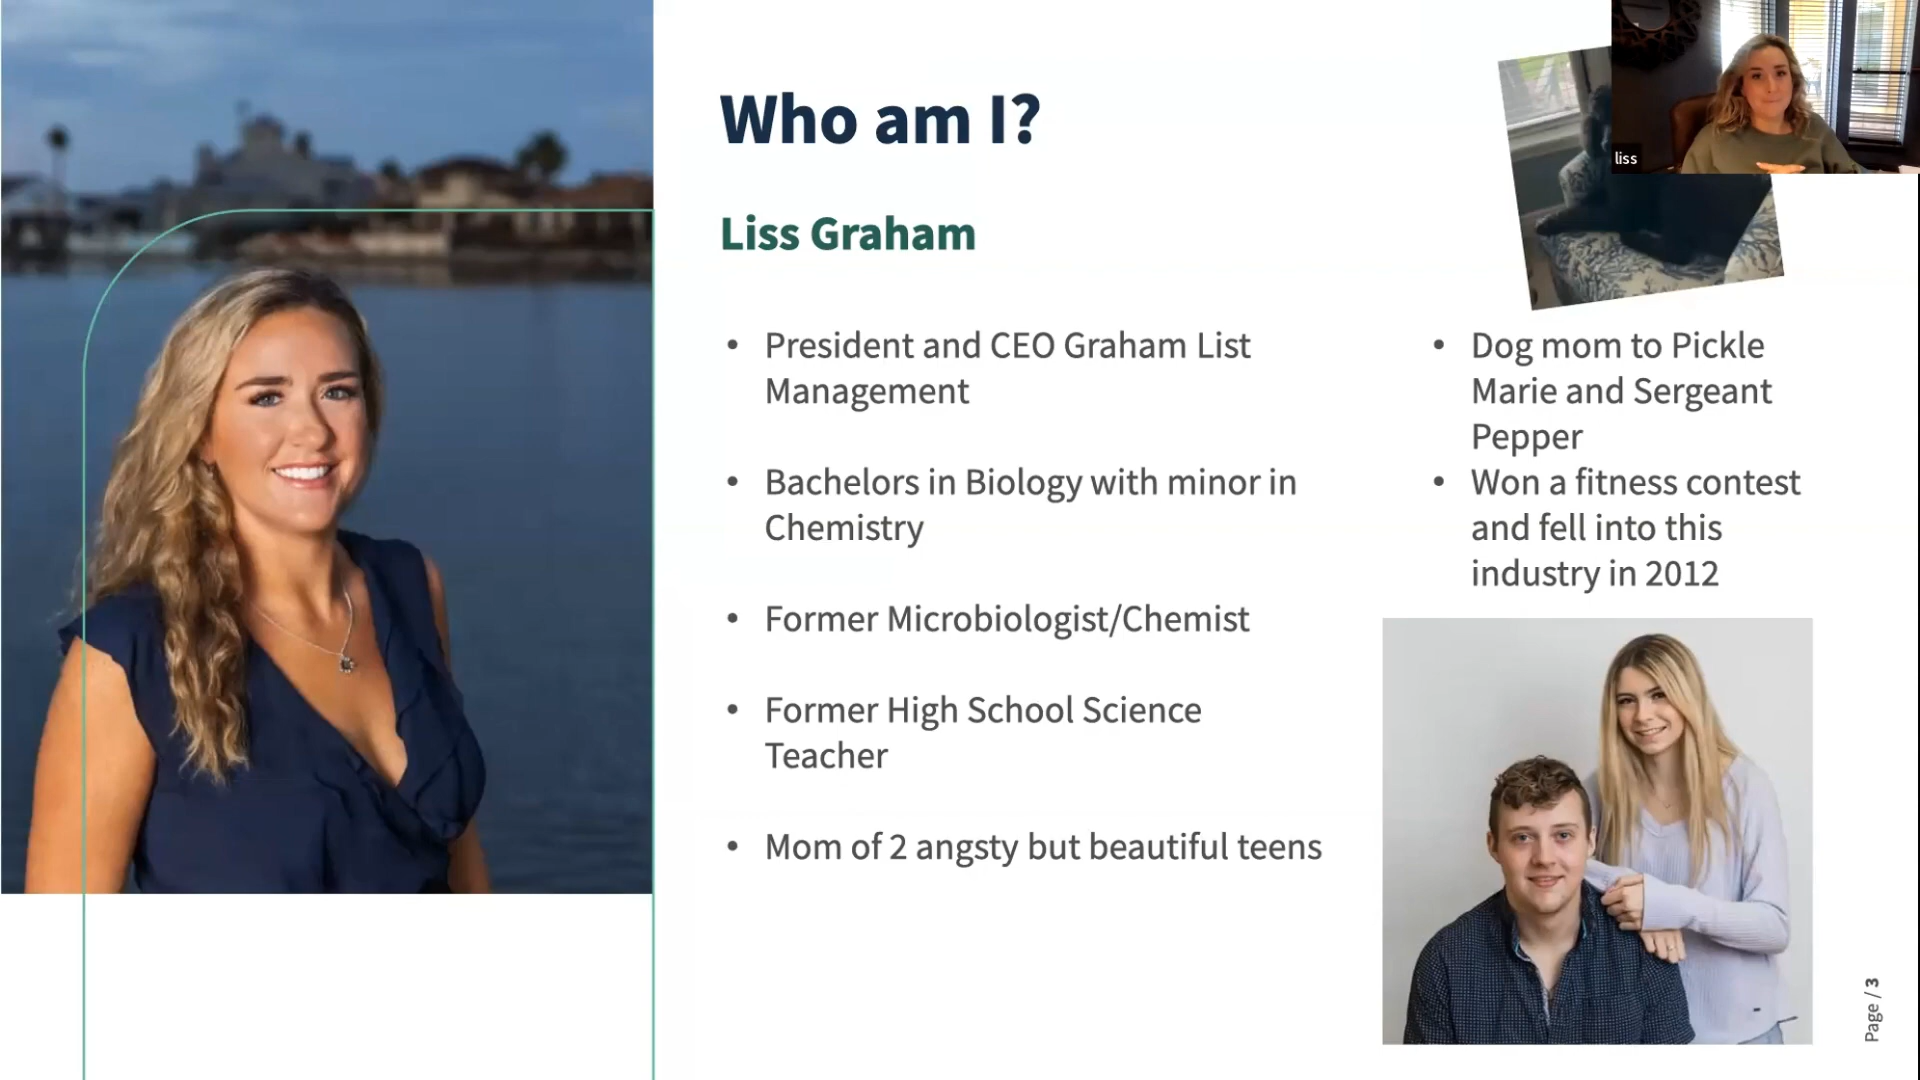 Who am I?
Liss Graham
• President and CEO Graham List
Management
• Bachelors in Biology with minor in
Chemistry
• Former Microbiologist/Chemist
• Former High School Science
Teacher
• Mom of 2 angsty but beautiful teens
liss
• Dog mom to Pickle
Marie and Sergeant
Pepper
• Won a fitness contest
and fell into this
industry in 2012
Page / 3